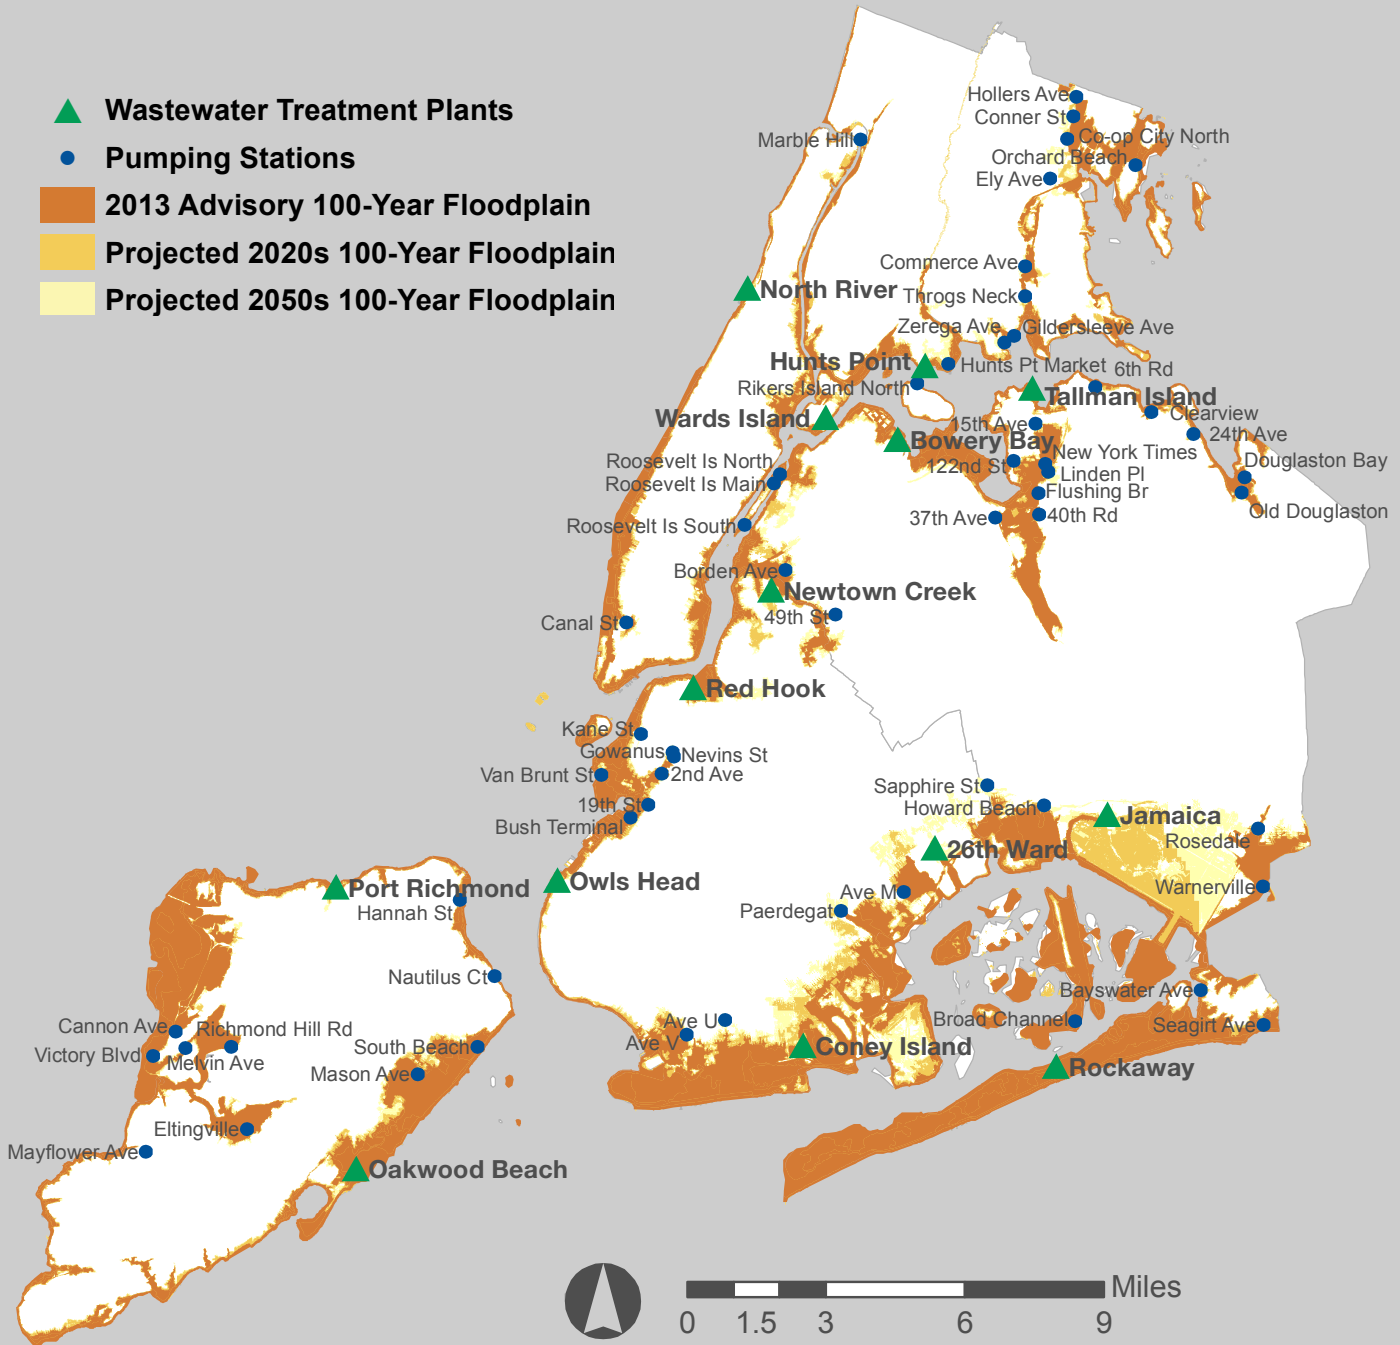 Wastewater Treatment Plants
Pumping Stations
2013 Advisory 100-Year Floodplain
Projected 2020s 100-Year Floodplain
Projected 2050s 100-Year Floodplain
Hollers Ave
Conner St
Co-op City North
Marble Hill
Orchard Beach
Ely Ave
Commerce Ave
North River
Throgs Neck
Zerega Ave
Gildersleeve Ave
Hunts Point
Hunts Pt Market
6th Rd
Rikers Island North
Tallman Island
Wards Island
Clearview
15th Ave
24th Ave
Bowery Bay
New York Times
Roosevelt Is North
122nd St
Douglaston Bay
Linden Pl
Roosevelt Is Main
Flushing Br
Old Douglaston
37th Ave
40th Rd
Roosevelt Is South
Borden Ave
Newtown Creek
49th St
Canal St
Red Hook
Kane St
Gowanus
Nevins St
Van Brunt St
2nd Ave
Sapphire St
19th St
Howard Beach
Jamaica
Bush Terminal
Rosedale
26th Ward
Owls Head
Port Richmond
Ave M
Warnerville
Hannah St
Paerdegat
Nautilus Ct
Bayswater Ave
Ave U
Broad Channel
Seagirt Ave
Cannon Ave
Richmond Hill Rd
Ave V
Coney Island
Victory Blvd
South Beach
Melvin Ave
Mason Ave
Rockaway
Eltingville
Mayflower Ave
Oakwood Beach
Miles
0 1.5 3 6 9